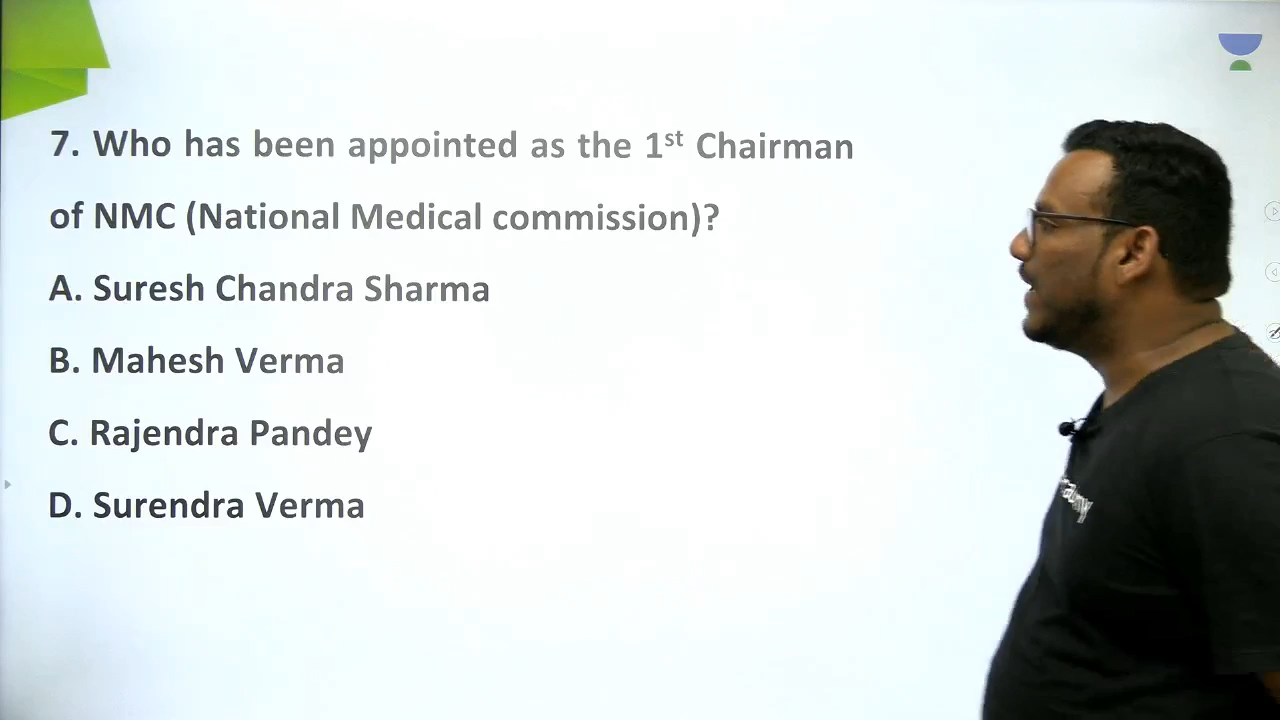 7. Who has been appointed as the 1st Chairman
of NMC (National Medical commission)?
A. Suresh Chandra Sharma
B. Mahesh Verma
C. Rajendra Pandey
D. Surendra Verma